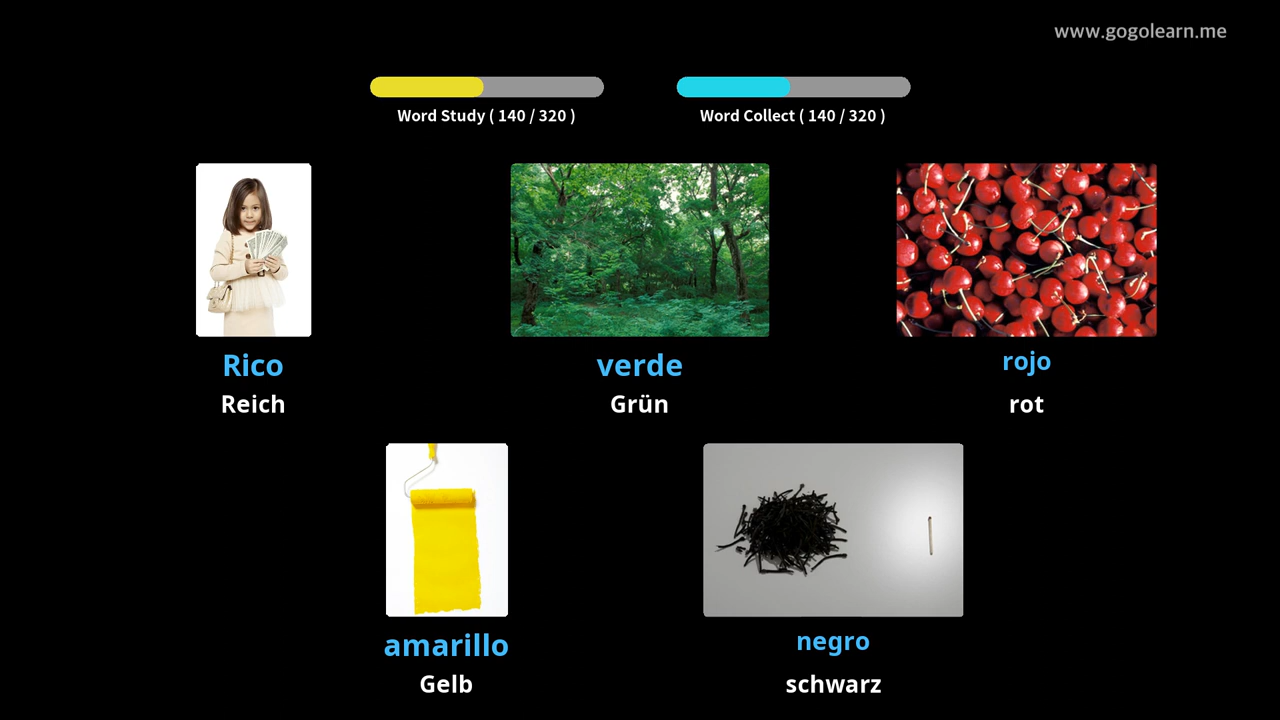 www.gogolearn.me
Word Study ( 140 / 320 )
Word Collect ( 140 / 320 )
Rico
Reich
verde
Grün
rojo
rot
amarillo
Gelb
negro
schwarz